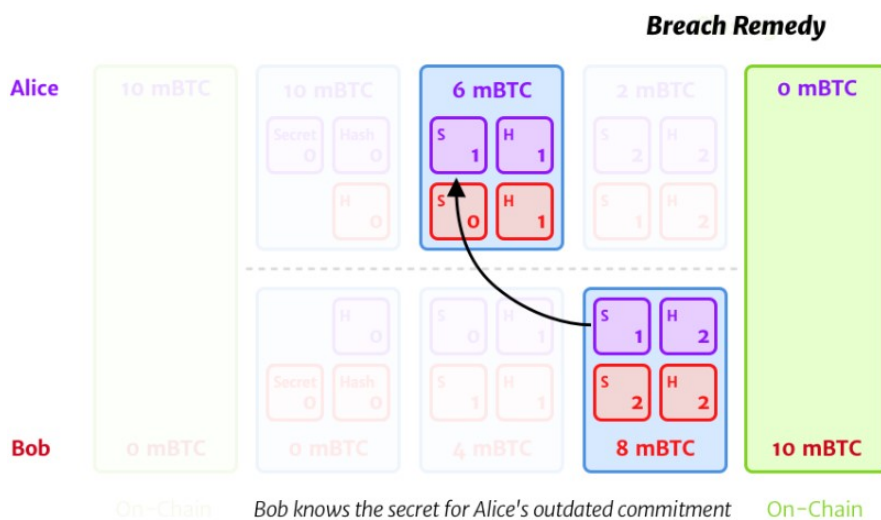 Breach Remedy
Alice
10 mBTC
10 mBTC
6 mBTC
2 mBTC
0 mBTC
Secret 0 Hash 0
S 1 H 1
S 2 H 2
H 0
S 0 H 1
S 1 H 2
H 0
S 0 H 1
S 1 H 2
Secret 0 Hash 0
S 1 H 1
S 2 H 2
Bob
0 mBTC
0 mBTC
4 mBTC
8 mBTC
10 mBTC
On-Chain
Bob knows the secret for Alice's outdated commitment
On-Chain